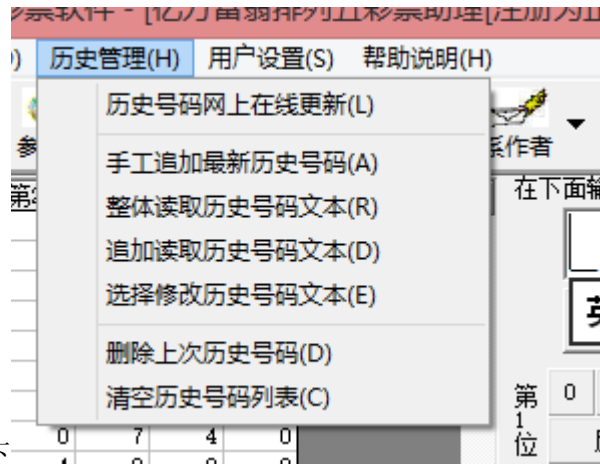 彩票软件 - [亿万富翁排列五彩票助理[注册为正
) 历史管理(H) 用户设置(S) 帮助说明(H)
历史号码网上在线更新(L)
手工追加最新历史号码(A)
整体读取历史号码文本(R)
追加读取历史号码文本(D)
选择修改历史号码文本(E)
删除上次历史号码(D)
清空历史号码列表(C)
参
系作者
第2
在下面输
英
第1位
0
0 7 4 0